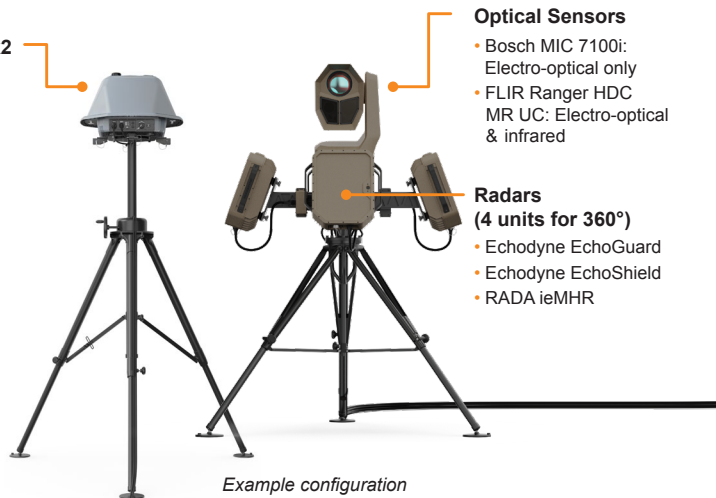 2
Optical Sensors
• Bosch MIC 7100i:
Electro-optical only
• FLIR Ranger HDC
MR UC: Electro-optical
& infrared
Radars
(4 units for 360°)
• Echodyne EchoGuard
• Echodyne EchoShield
• RADA ieMHR
Example configuration